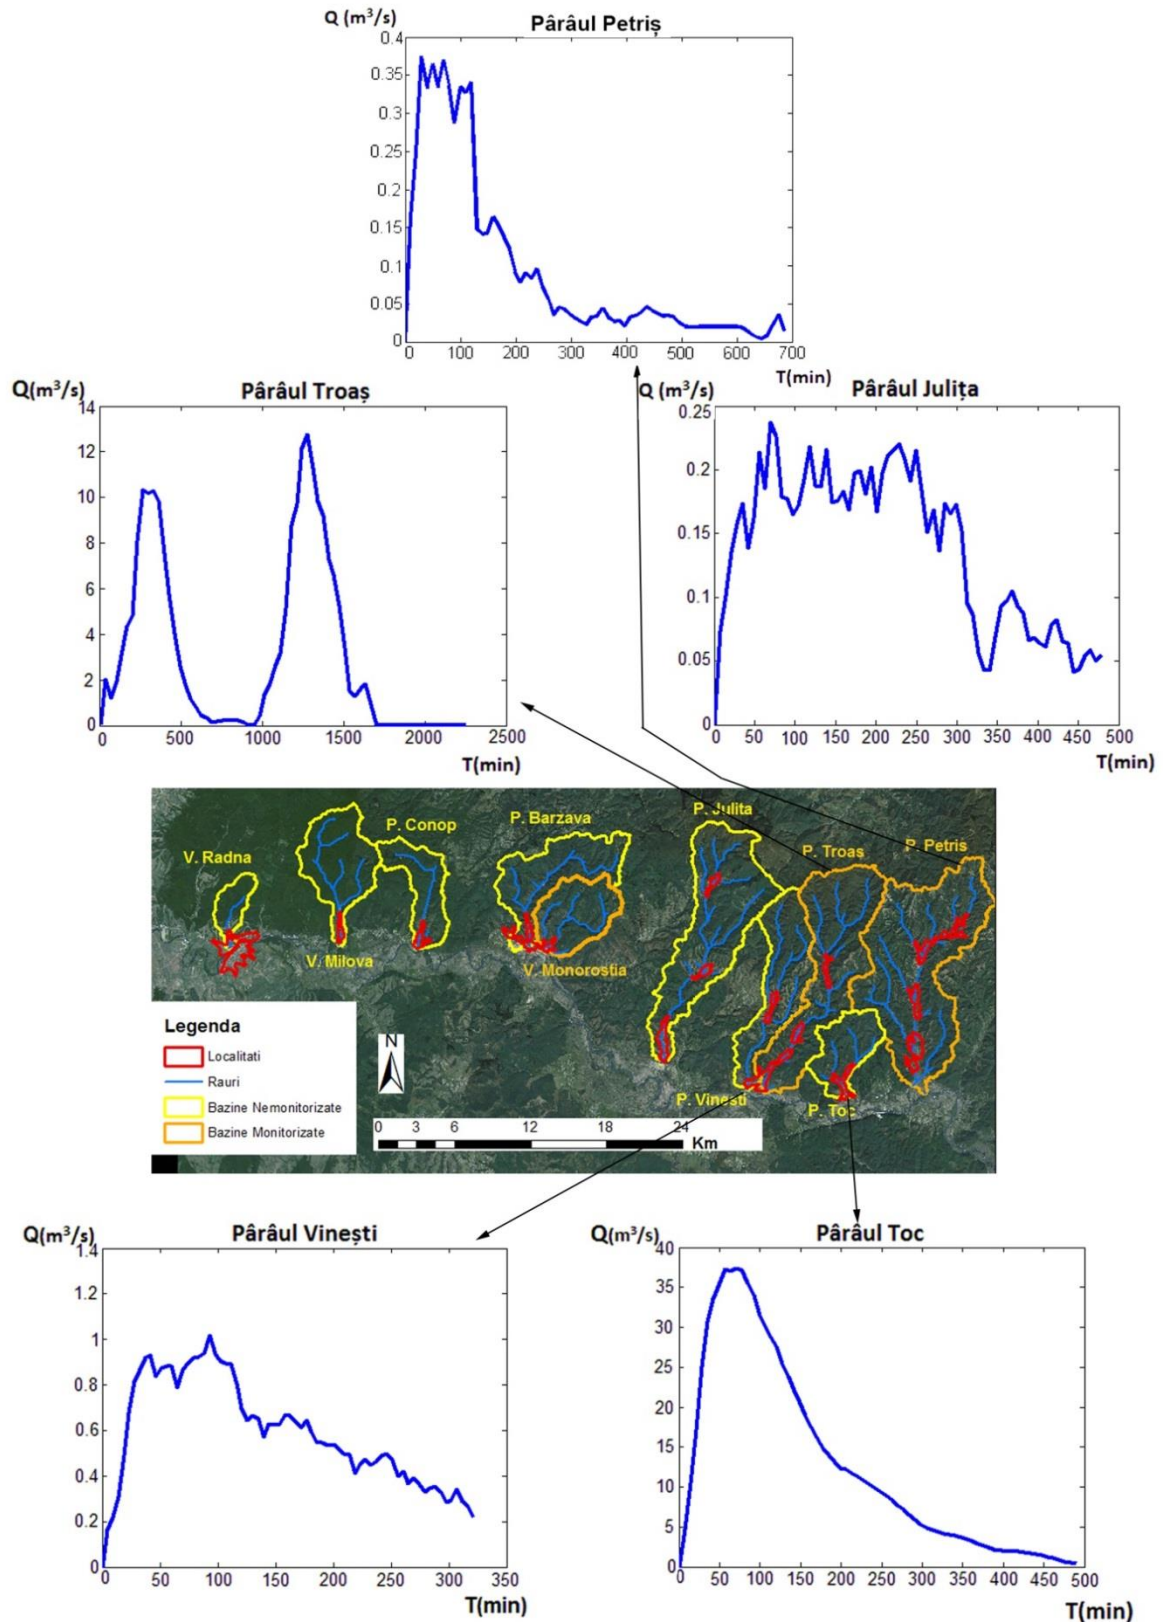 Q (m³/s)
Pârâul Petriș
0.4
0.35
0.3
0.25
0.2
0.15
0.1
0.05
0
0 100 200 300 400 500 600 700
T(min)
Q(m³/s)
Pârâul Troaș
14
12
10
8
6
4
2
0
0 500 1000 1500 2000 2500
T(min)
Q (m³/s)
Pârâul Julița
0.25
0.2
0.15
0.1
0.05
0
0 50 100 150 200 250 300 350 400 450 500
T(min)
P. Julita
P. Conop
P. Barzava
V. Radna
P. Troas
P. Petris
V. Milova
V. Monorostia
P. Vinesti
P. Toc
Legenda
Localitati
Rauri
Bazine Nemonitorizate
Bazine Monitorizate
N
0 3 6 12 18 24
Km
Q(m³/s)
Pârâul Vinești
1.4
1.2
1
0.8
0.6
0.4
0.2
0
0 50 100 150 200 250 300 350
T(min)
Q(m³/s)
Pârâul Toc
40
35
30
25
20
15
10
5
0
0 50 100 150 200 250 300 350 400 450 500
T(min)